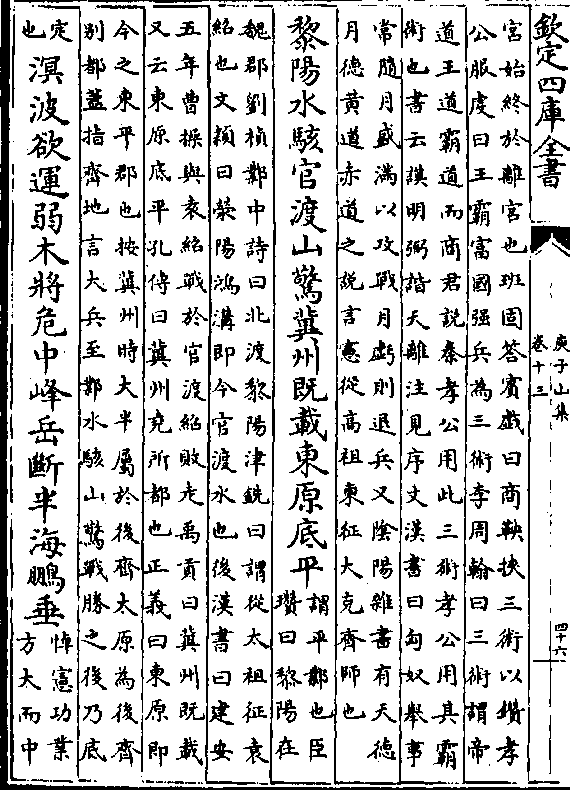 欽定四庫全書
庾子山集
卷十三
四十六
宮始終於離宮也班固答賓戲曰商鞅挾三術以鑽孝
公服虔曰王霸富國强兵為三術李周翰曰三術謂帝
道王道霸道而商君說秦孝公用此三術孝公用其霸
術也書云謨明弼諧天離注見序文漢書曰匈奴舉事
常隨月盛滿以攻戰月虧則退兵又陰陽雜書有天德
月德黄道赤道之說言憲從高祖東征大克齊師也
黎陽水駭官渡山驚冀州既載東原底平謂平鄴也臣
瓚曰黎陽在
魏郡劉楨鄴中詩曰北渡黎陽津銑曰謂從太祖征袁
紹也文穎曰滎陽鴻溝即今官渡水也後漢書曰建安
五年曹操與袁紹戰於官渡紹敗走禹貢曰冀州既載
又云東原底平孔傳曰冀州堯所都也正義曰東原即
今之東平郡也按冀州時大半屬於後齊太原為後齊
别都蓋指齊地言大兵至鄴水駭山驚戰勝之後乃底
定
也
溟波欲運弱木將危中峰岳斷半海鵬垂悼憲功業
方大而中